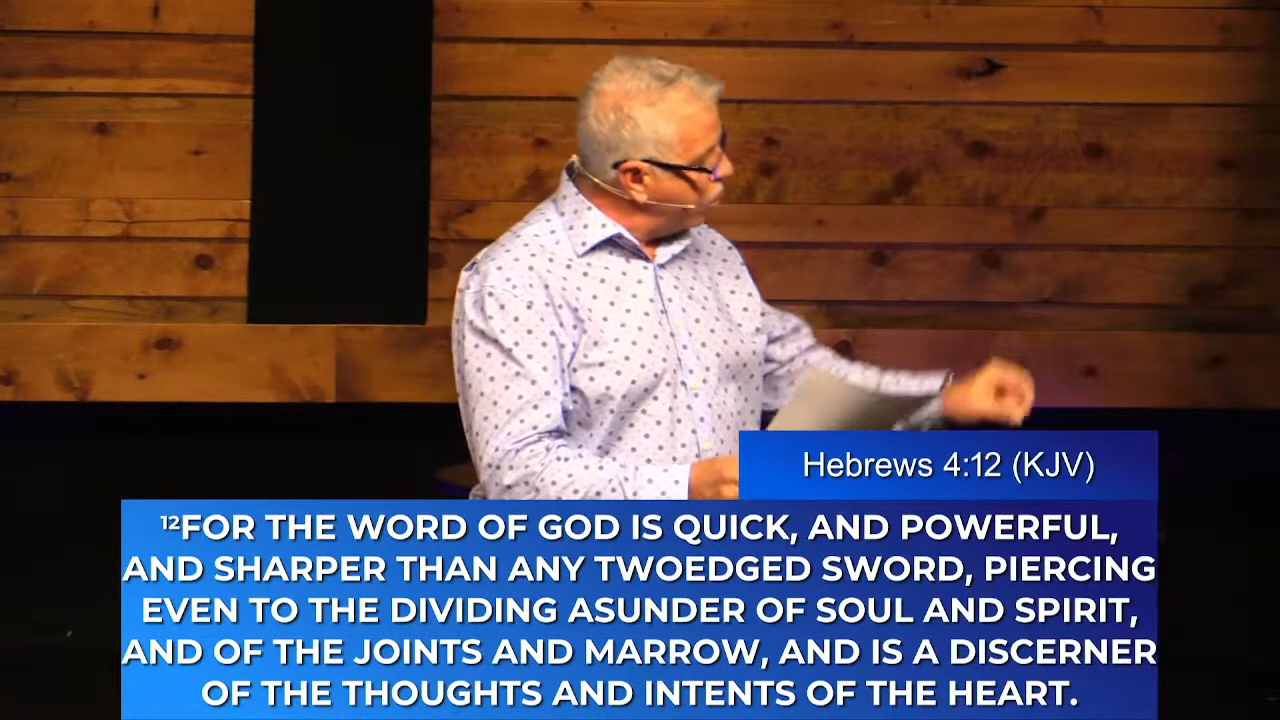 Hebrews 4:12 (KJV)
¹²FOR THE WORD OF GOD IS QUICK, AND POWERFUL,
AND SHARPER THAN ANY TWOEDGED SWORD, PIERCING
EVEN TO THE DIVIDING ASUNDER OF SOUL AND SPIRIT,
AND OF THE JOINTS AND MARROW, AND IS A DISCERNER
OF THE THOUGHTS AND INTENTS OF THE HEART.